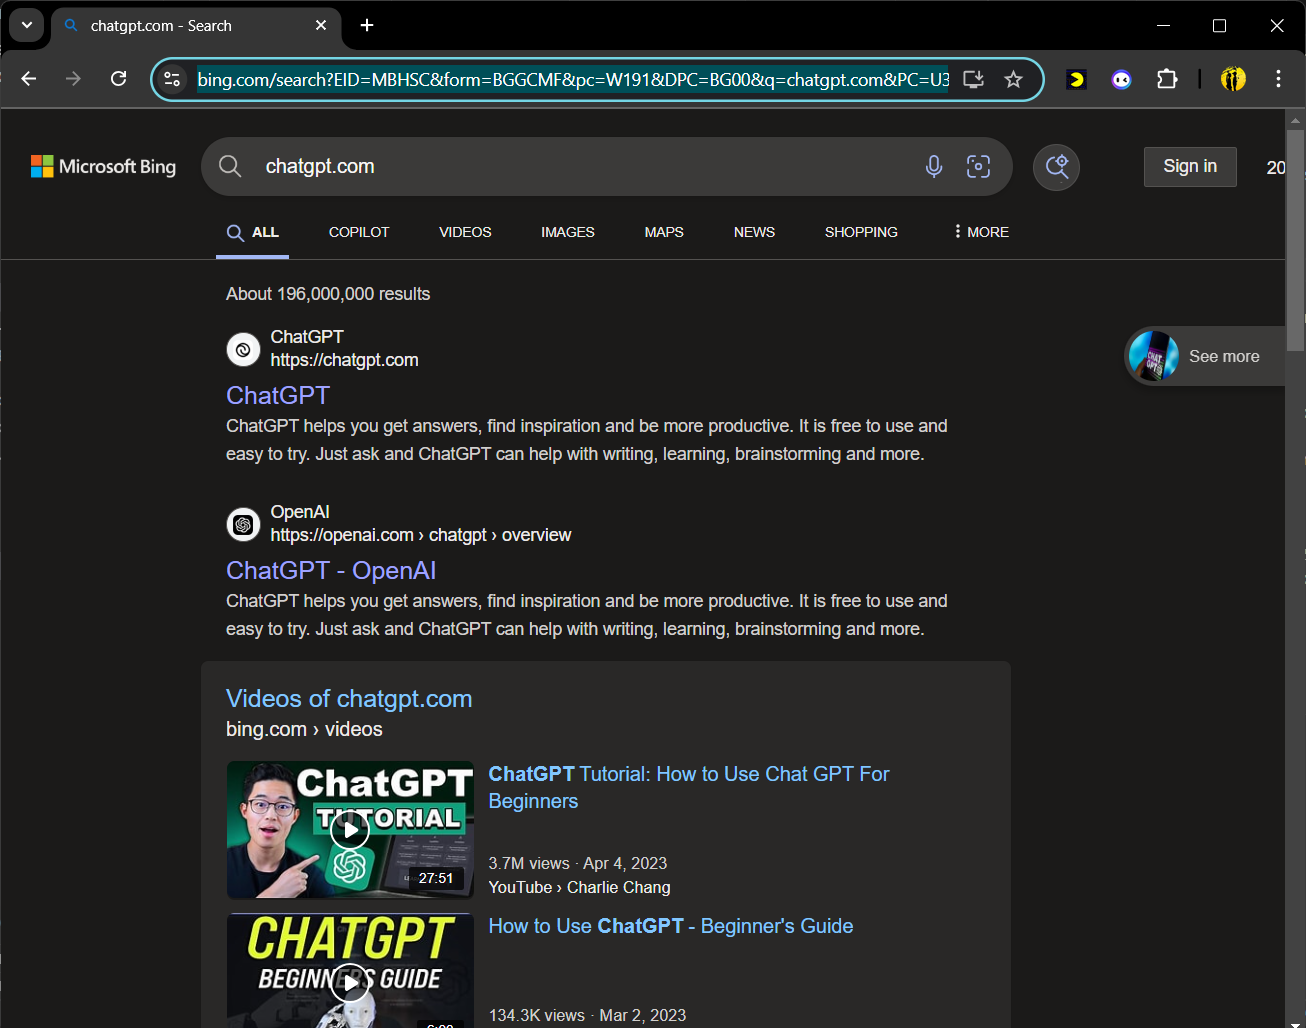 chatgpt.com - Search
bing.com/search?EID=MBHSC&form=BGGCMF&pc=W191&DPC=BG00&q=chatgpt.com&PC=U3
Microsoft Bing
chatgpt.com
Sign in
20
ALL
COPILOT
VIDEOS
IMAGES
MAPS
NEWS
SHOPPING
MORE
About 196,000,000 results
ChatGPT
https://chatgpt.com
ChatGPT
ChatGPT helps you get answers, find inspiration and be more productive. It is free to use and
easy to try. Just ask and ChatGPT can help with writing, learning, brainstorming and more.
See more
OpenAI
https://openai.com › chatgpt › overview
ChatGPT - OpenAI
ChatGPT helps you get answers, find inspiration and be more productive. It is free to use and
easy to try. Just ask and ChatGPT can help with writing, learning, brainstorming and more.
Videos of chatgpt.com
bing.com › videos
ChatGPT
TUTORIAL
27:51
ChatGPT Tutorial: How to Use Chat GPT For
Beginners
3.7M views · Apr 4, 2023
YouTube › Charlie Chang
CHATGPT
BEGINNERS GUIDE
How to Use ChatGPT - Beginner's Guide
134.3K views · Mar 2, 2023